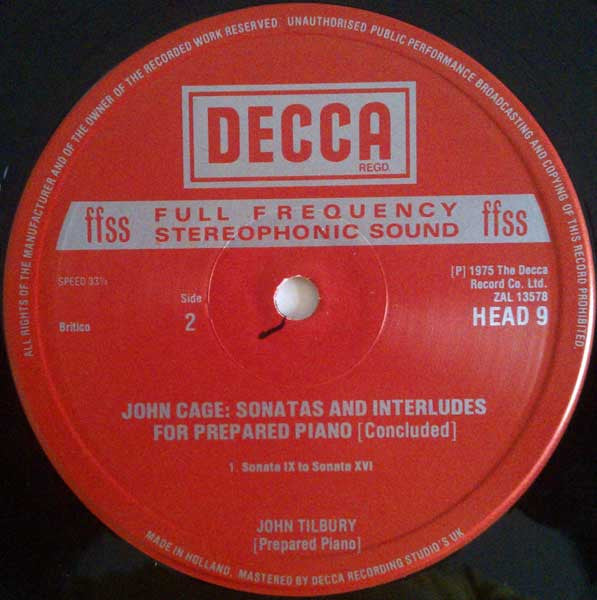 ALL RIGHTS OF THE MANUFACTURER AND OF THE OWNER OF THE RECORDED WORK RESERVED. UNAUTHORISED PUBLIC PERFORMANCE BROADCASTING AND COPYING OF THIS RECORD PROHIBITED.
DECCA
REGD.
ffss FULL FREQUENCY STEREOPHONIC SOUND ffss
SPEED 33⅓
[P] 1975 The Decca
Record Co. Ltd.
ZAL 13578
Side
2
Britico
HEAD 9
JOHN CAGE: SONATAS AND INTERLUDES
FOR PREPARED PIANO [Concluded]
1. Sonata IX to Sonata XVI
JOHN TILBURY
[Prepared Piano]
MADE IN HOLLAND. MASTERED BY DECCA RECORDING STUDIO'S UK